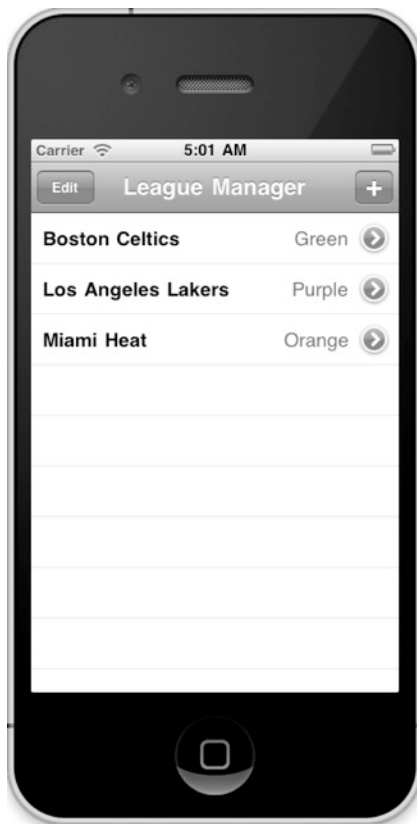 Carrier 5:01 AM
Edit League Manager +
Boston Celtics Green
Los Angeles Lakers Purple
Miami Heat Orange